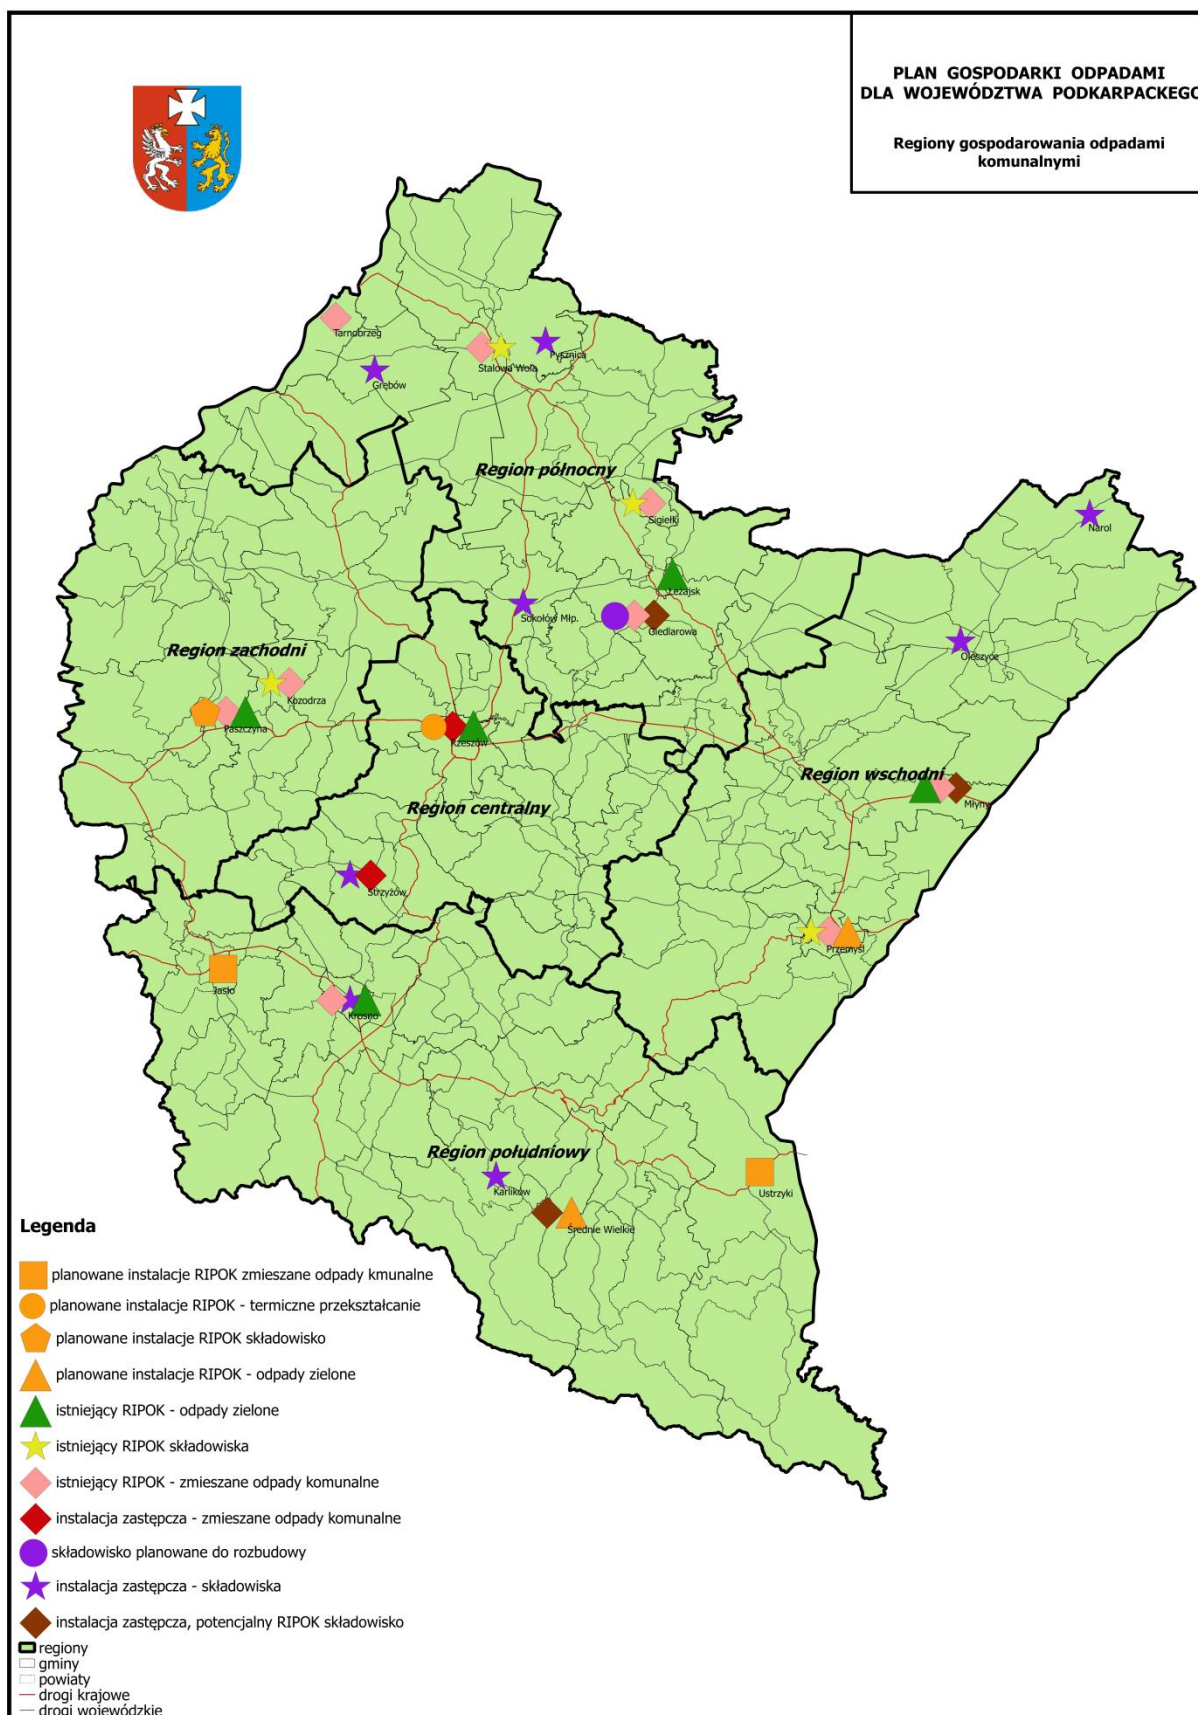 PLAN GOSPODARKI ODPADAMI
DLA WOJEWÓDZTWA PODKARPACKEGO
Regiony gospodarowania odpadami
komunalnymi
Tarnobrzeg
Stalowa Wola
Pysznica
Grębów
Region północny
Sigiełki
Narol
Leżajsk
Sokołów Młp.
Giedlarowa
Oleszyce
Region zachodni
Kozodrza
Paszczyna
Rzeszów
Region wschodni
Młyny
Region centralny
Strzyżów
Przemyśl
Jasło
Krosno
Region południowy
Karlików
Ustrzyki
Średnie Wielkie
Legenda
planowane instalacje RIPOK zmieszane odpady kmunalne
planowane instalacje RIPOK - termiczne przekształcanie
planowane instalacje RIPOK składowisko
planowane instalacje RIPOK - odpady zielone
istniejący RIPOK - odpady zielone
istniejący RIPOK składowiska
istniejący RIPOK - zmieszane odpady komunalne
instalacja zastępcza - zmieszane odpady komunalne
składowisko planowane do rozbudowy
instalacja zastępcza - składowiska
instalacja zastępcza, potencjalny RIPOK składowisko
regiony
gminy
powiaty
drogi krajowe
drogi wojewódzkie